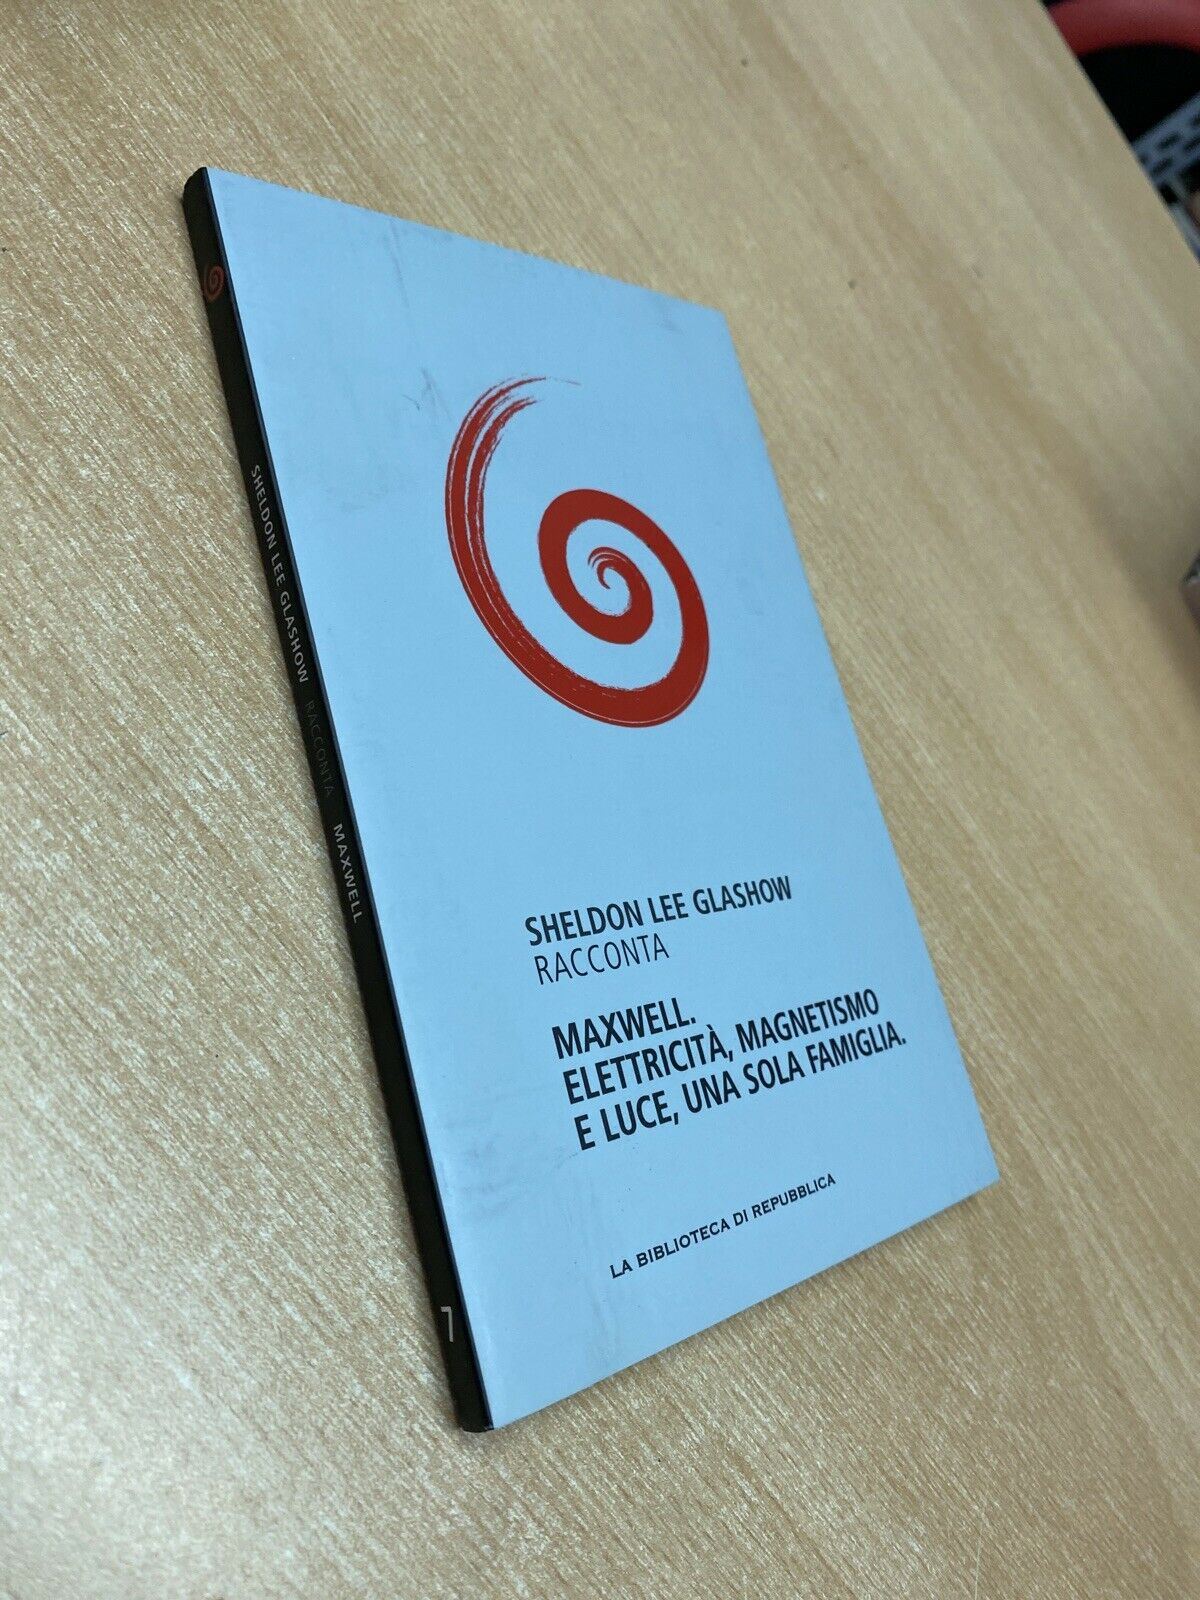 SHELDON LEE GLASHOW
RACCONTA
MAXWELL.
ELETTRICITÀ, MAGNETISMO
E LUCE, UNA SOLA FAMIGLIA.
LA BIBLIOTECA DI REPUBBLICA
SHELDON LEE GLASHOW RACCONTA MAXWELL
1